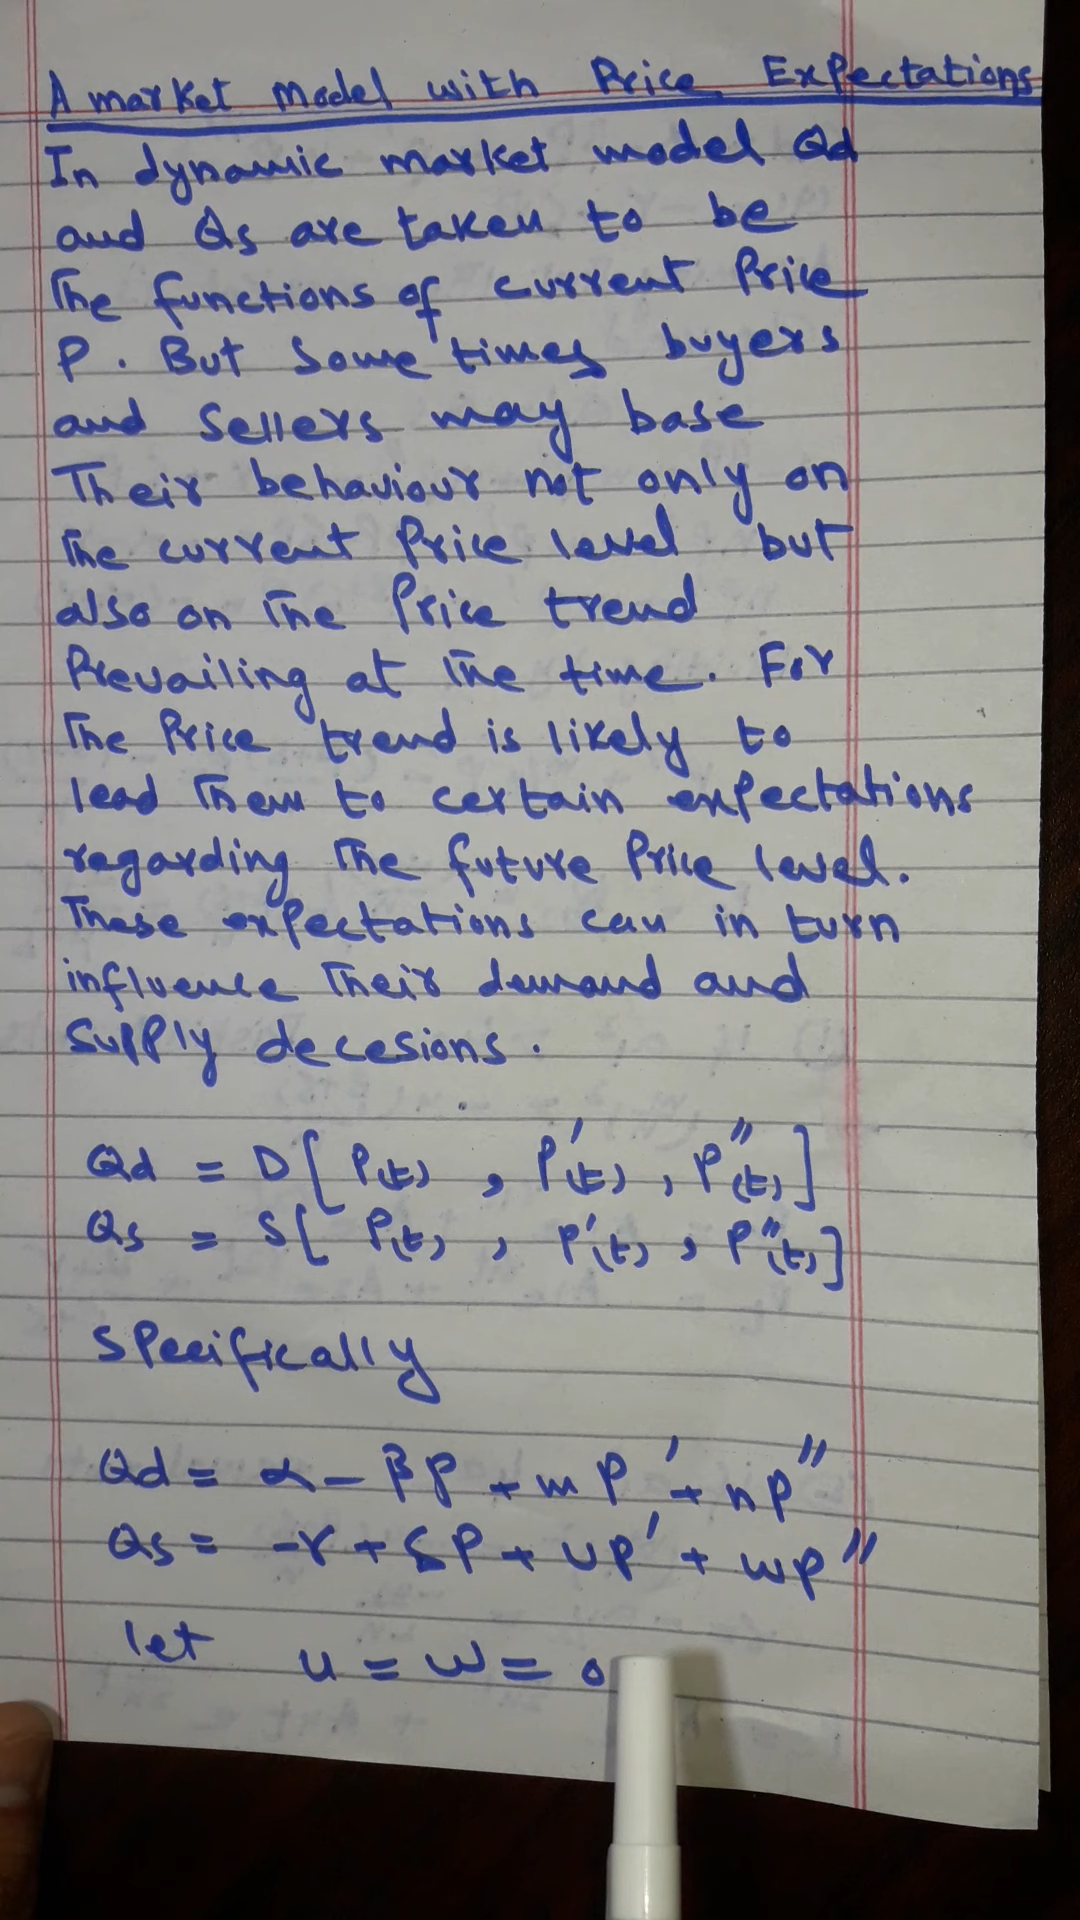 A market Model with Price Expectations
In dynamic market model Qd
and Qs are taken to be
The functions of current Price
P. But Some times buyers
and Sellers may base
Their behaviour not only on
The current Price level but
also on The Price trend
Prevailing at The time. For
The Price trend is likely to
lead Them to certain expectations
regarding The future Price level.
These expectations can in turn
influence Their demand and
Supply decesions.
Qd = D[P(t), P'(t), P''(t)]
Qs = S[P(t), P'(t), P''(t)]
Specifically
Qd = α - βP + mP' + nP''
Qs = -γ + δP + uP' + wP''
let u = w = 0